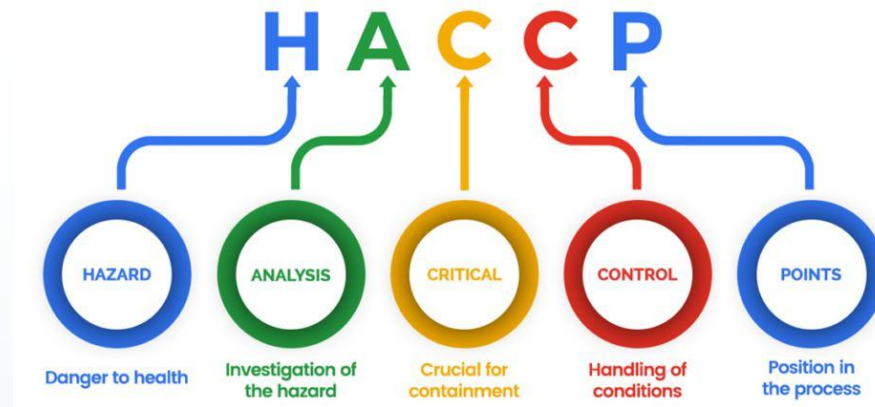 HACCP
HAZARD
ANALYSIS
CRITICAL
CONTROL
POINTS
Danger to health
Investigation of
the hazard
Crucial for
containment
Handling of
conditions
Position in
the process